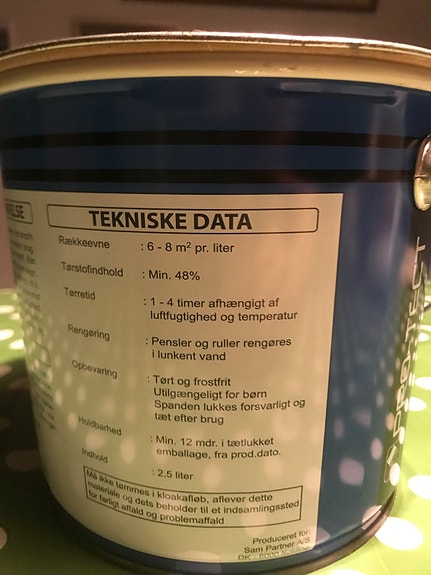 TEKNISKE DATA
Rækkeevne : 6 - 8 m² pr. liter
Tørstofindhold : Min. 48%
Tørretid : 1 - 4 timer afhængigt af
luftfugtighed og temperatur
Rengøring : Pensler og ruller rengøres
i lunkent vand
Opbevaring : Tørt og frostfrit
Utilgængeligt for børn
Spanden lukkes forsvarligt og
tæt efter brug
Holdbarhed : Min. 12 mdr. i tætlukket
emballage, fra prod.dato.
Indhold : 2,5 liter
Må ikke tømmes i kloakafløb, aflever dette
materiale og dets beholder til et indsamlingssted
for farligt affald og problemaffald
Produceret for:
Sam Partner A/S